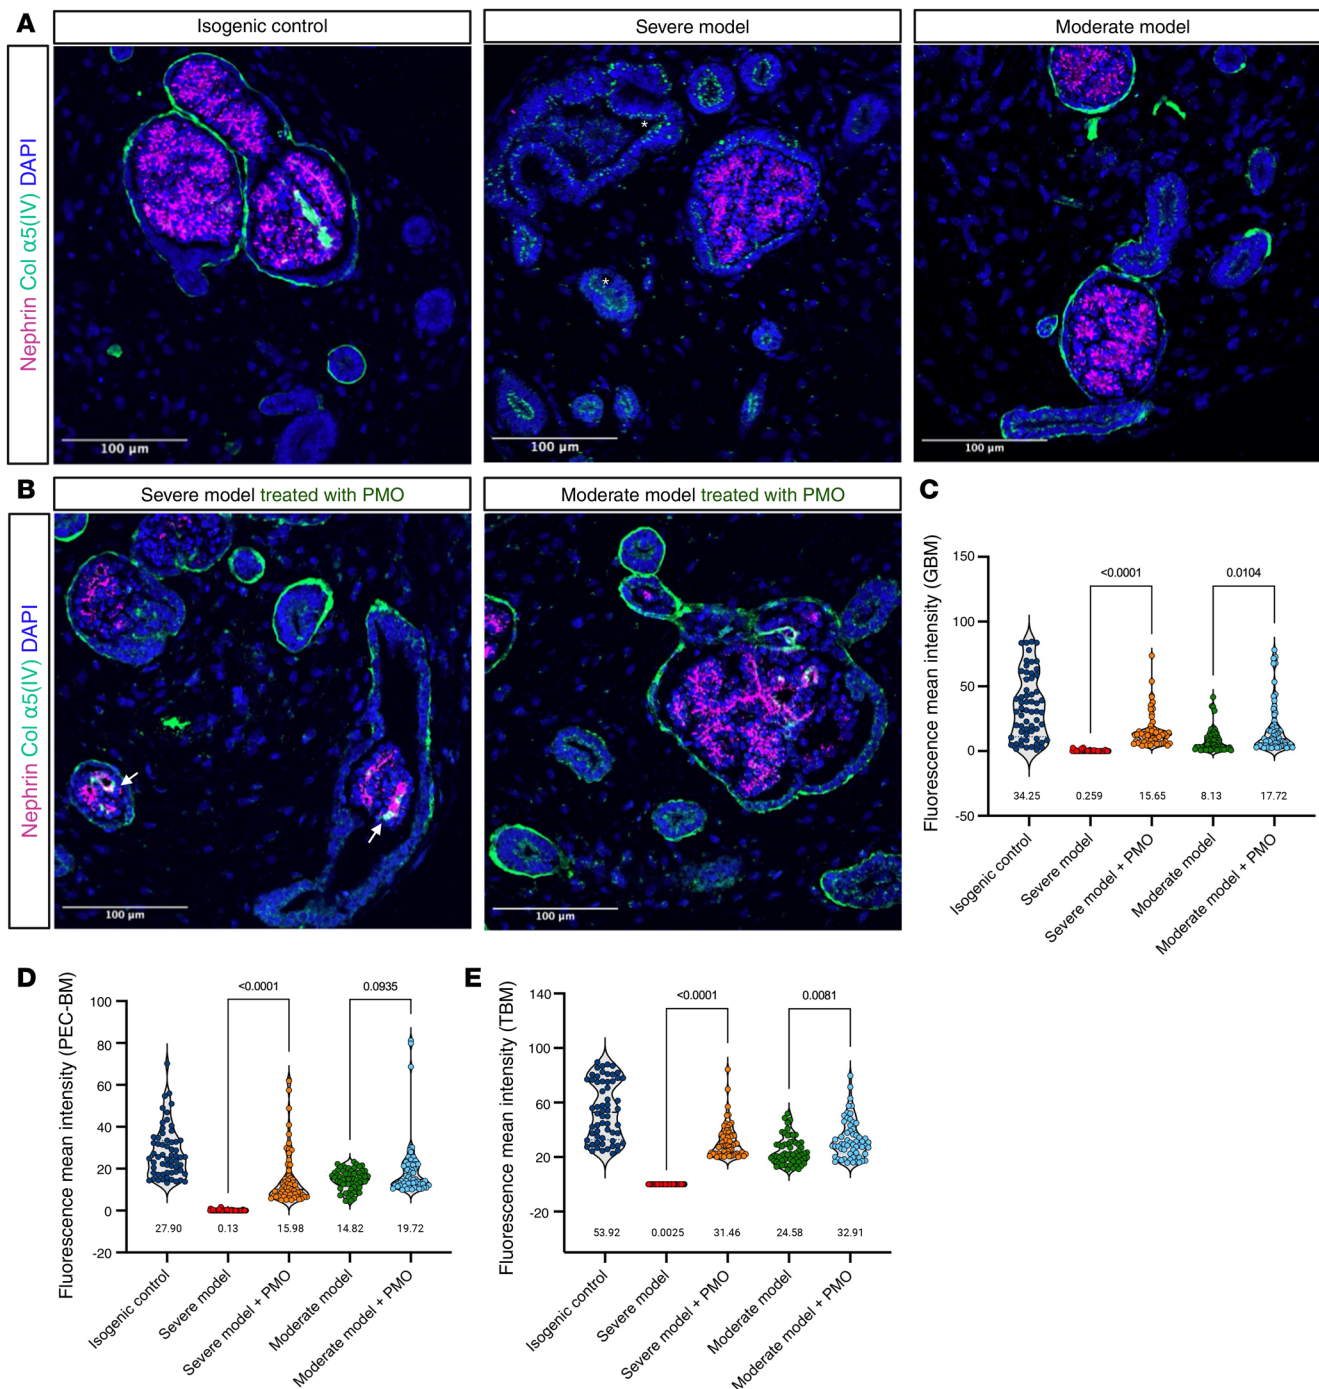 A
Isogenic control
Severe model
Moderate model
Nephrin Col α5(IV) DAPI
*
*
100 µm
100 µm
100 µm
B
Severe model treated with PMO
Moderate model treated with PMO
Nephrin Col α5(IV) DAPI
100 µm
100 µm
C
Fluorescence mean intensity (GBM)
150
100
50
0
-50
<0.0001
0.0104
34.25
0.259
15.65
8.13
17.72
Isogenic control
Severe model
Severe model + PMO
Moderate model
Moderate model + PMO
D
Fluorescence mean intensity (PEC-BM)
100
80
60
40
20
0
-20
<0.0001
0.0935
27.90
0.13
15.98
14.82
19.72
Isogenic control
Severe model
Severe model + PMO
Moderate model
Moderate model + PMO
E
Fluorescence mean intensity (TBM)
140
100
60
20
-20
<0.0001
0.0081
53.92
0.0025
31.46
24.58
32.91
Isogenic control
Severe model
Severe model + PMO
Moderate model
Moderate model + PMO